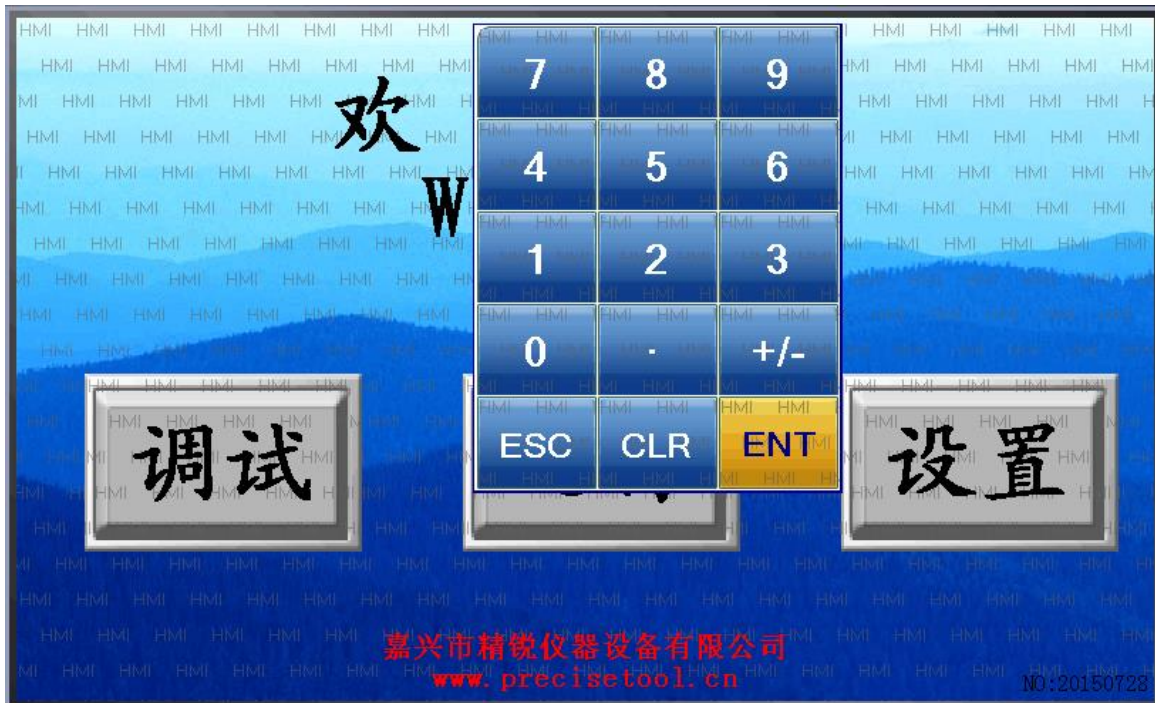 欢
W
7 8 9
4 5 6
1 2 3
0 . +/-
ESC CLR ENT
调试
设置
嘉兴市精锐仪器设备有限公司
www.precisetool.cn
NO:20150728